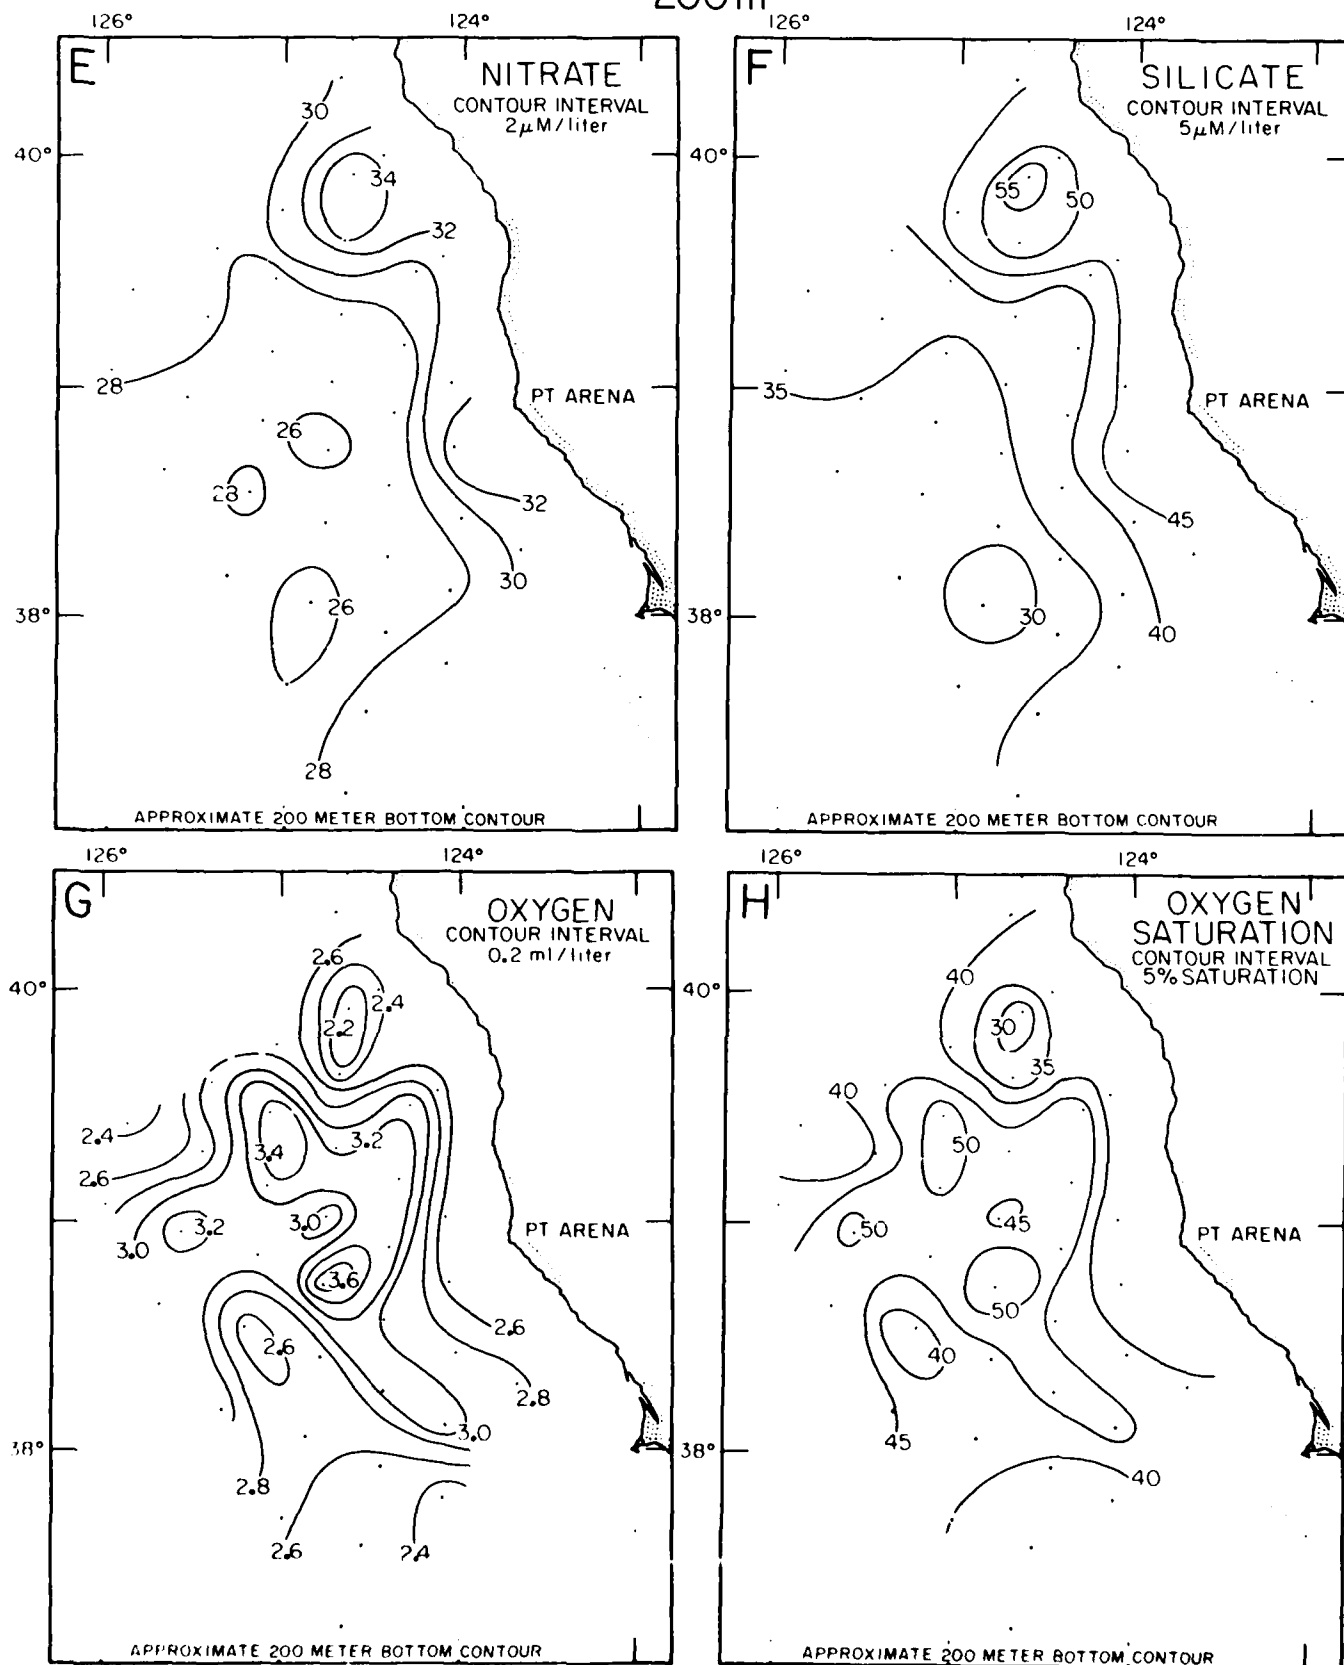 200m
126°
124°
E
NITRATE
CONTOUR INTERVAL
2µM/liter
30
40°
34
32
28
PT ARENA
26
28
32
30
26
38°
28
APPROXIMATE 200 METER BOTTOM CONTOUR
126°
124°
F
SILICATE
CONTOUR INTERVAL
5µM/liter
40°
55
50
35
PT ARENA
45
30
40
38°
APPROXIMATE 200 METER BOTTOM CONTOUR
126°
124°
G
OXYGEN
CONTOUR INTERVAL
0.2 ml/liter
2.6
40°
2.4
2.2
2.4
3.2
3.4
2.6
3.2
3.0
3.0
PT ARENA
3.6
2.6
2.6
2.8
3.0
38°
2.8
2.6
2.4
APPROXIMATE 200 METER BOTTOM CONTOUR
126°
124°
H
OXYGEN
SATURATION
CONTOUR INTERVAL
5% SATURATION
40
40°
30
35
40
50
50
45
PT ARENA
50
40
45
38°
40
APPROXIMATE 200 METER BOTTOM CONTOUR